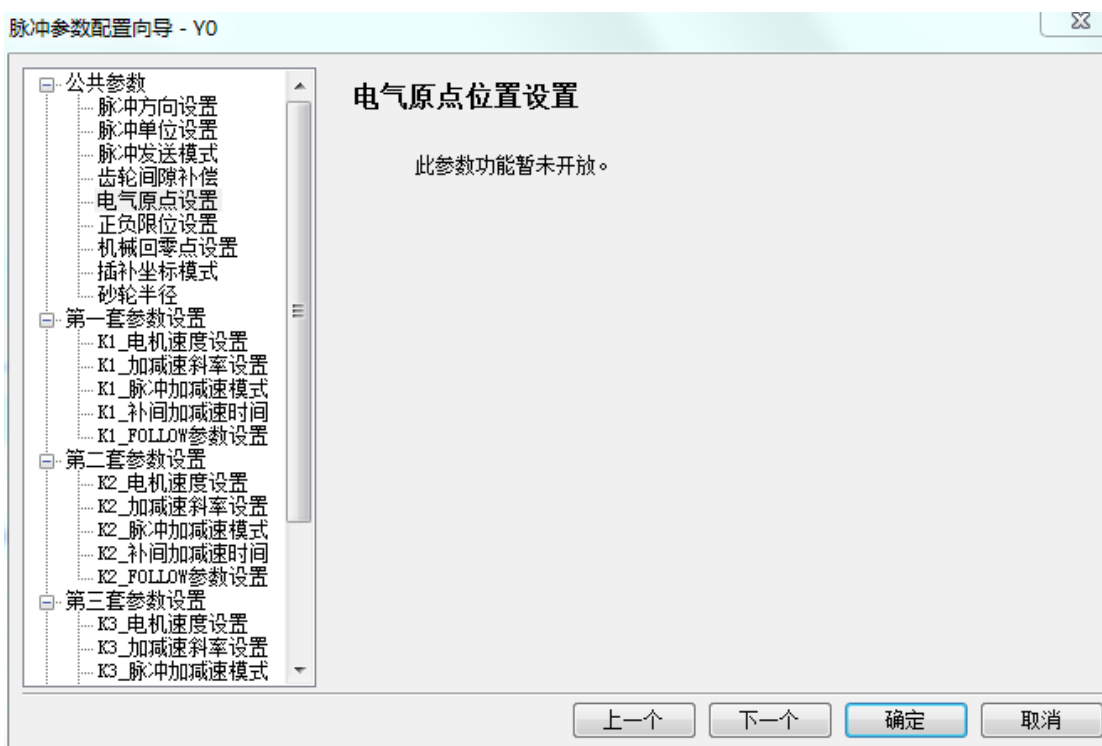 脉冲参数配置向导 - Y0
公共参数
脉冲方向设置
脉冲单位设置
脉冲发送模式
齿轮间隙补偿
电气原点设置
正负限位设置
机械回零点设置
插补坐标模式
砂轮半径
第一套参数设置
K1_电机速度设置
K1_加减速斜率设置
K1_脉冲加减速模式
K1_补间加减速时间
K1_FOLLOW参数设置
第二套参数设置
K2_电机速度设置
K2_加减速斜率设置
K2_脉冲加减速模式
K2_补间加减速时间
K2_FOLLOW参数设置
第三套参数设置
K3_电机速度设置
K3_加减速斜率设置
K3_脉冲加减速模式
电气原点位置设置
此参数功能暂未开放。
上一个
下一个
确定
取消